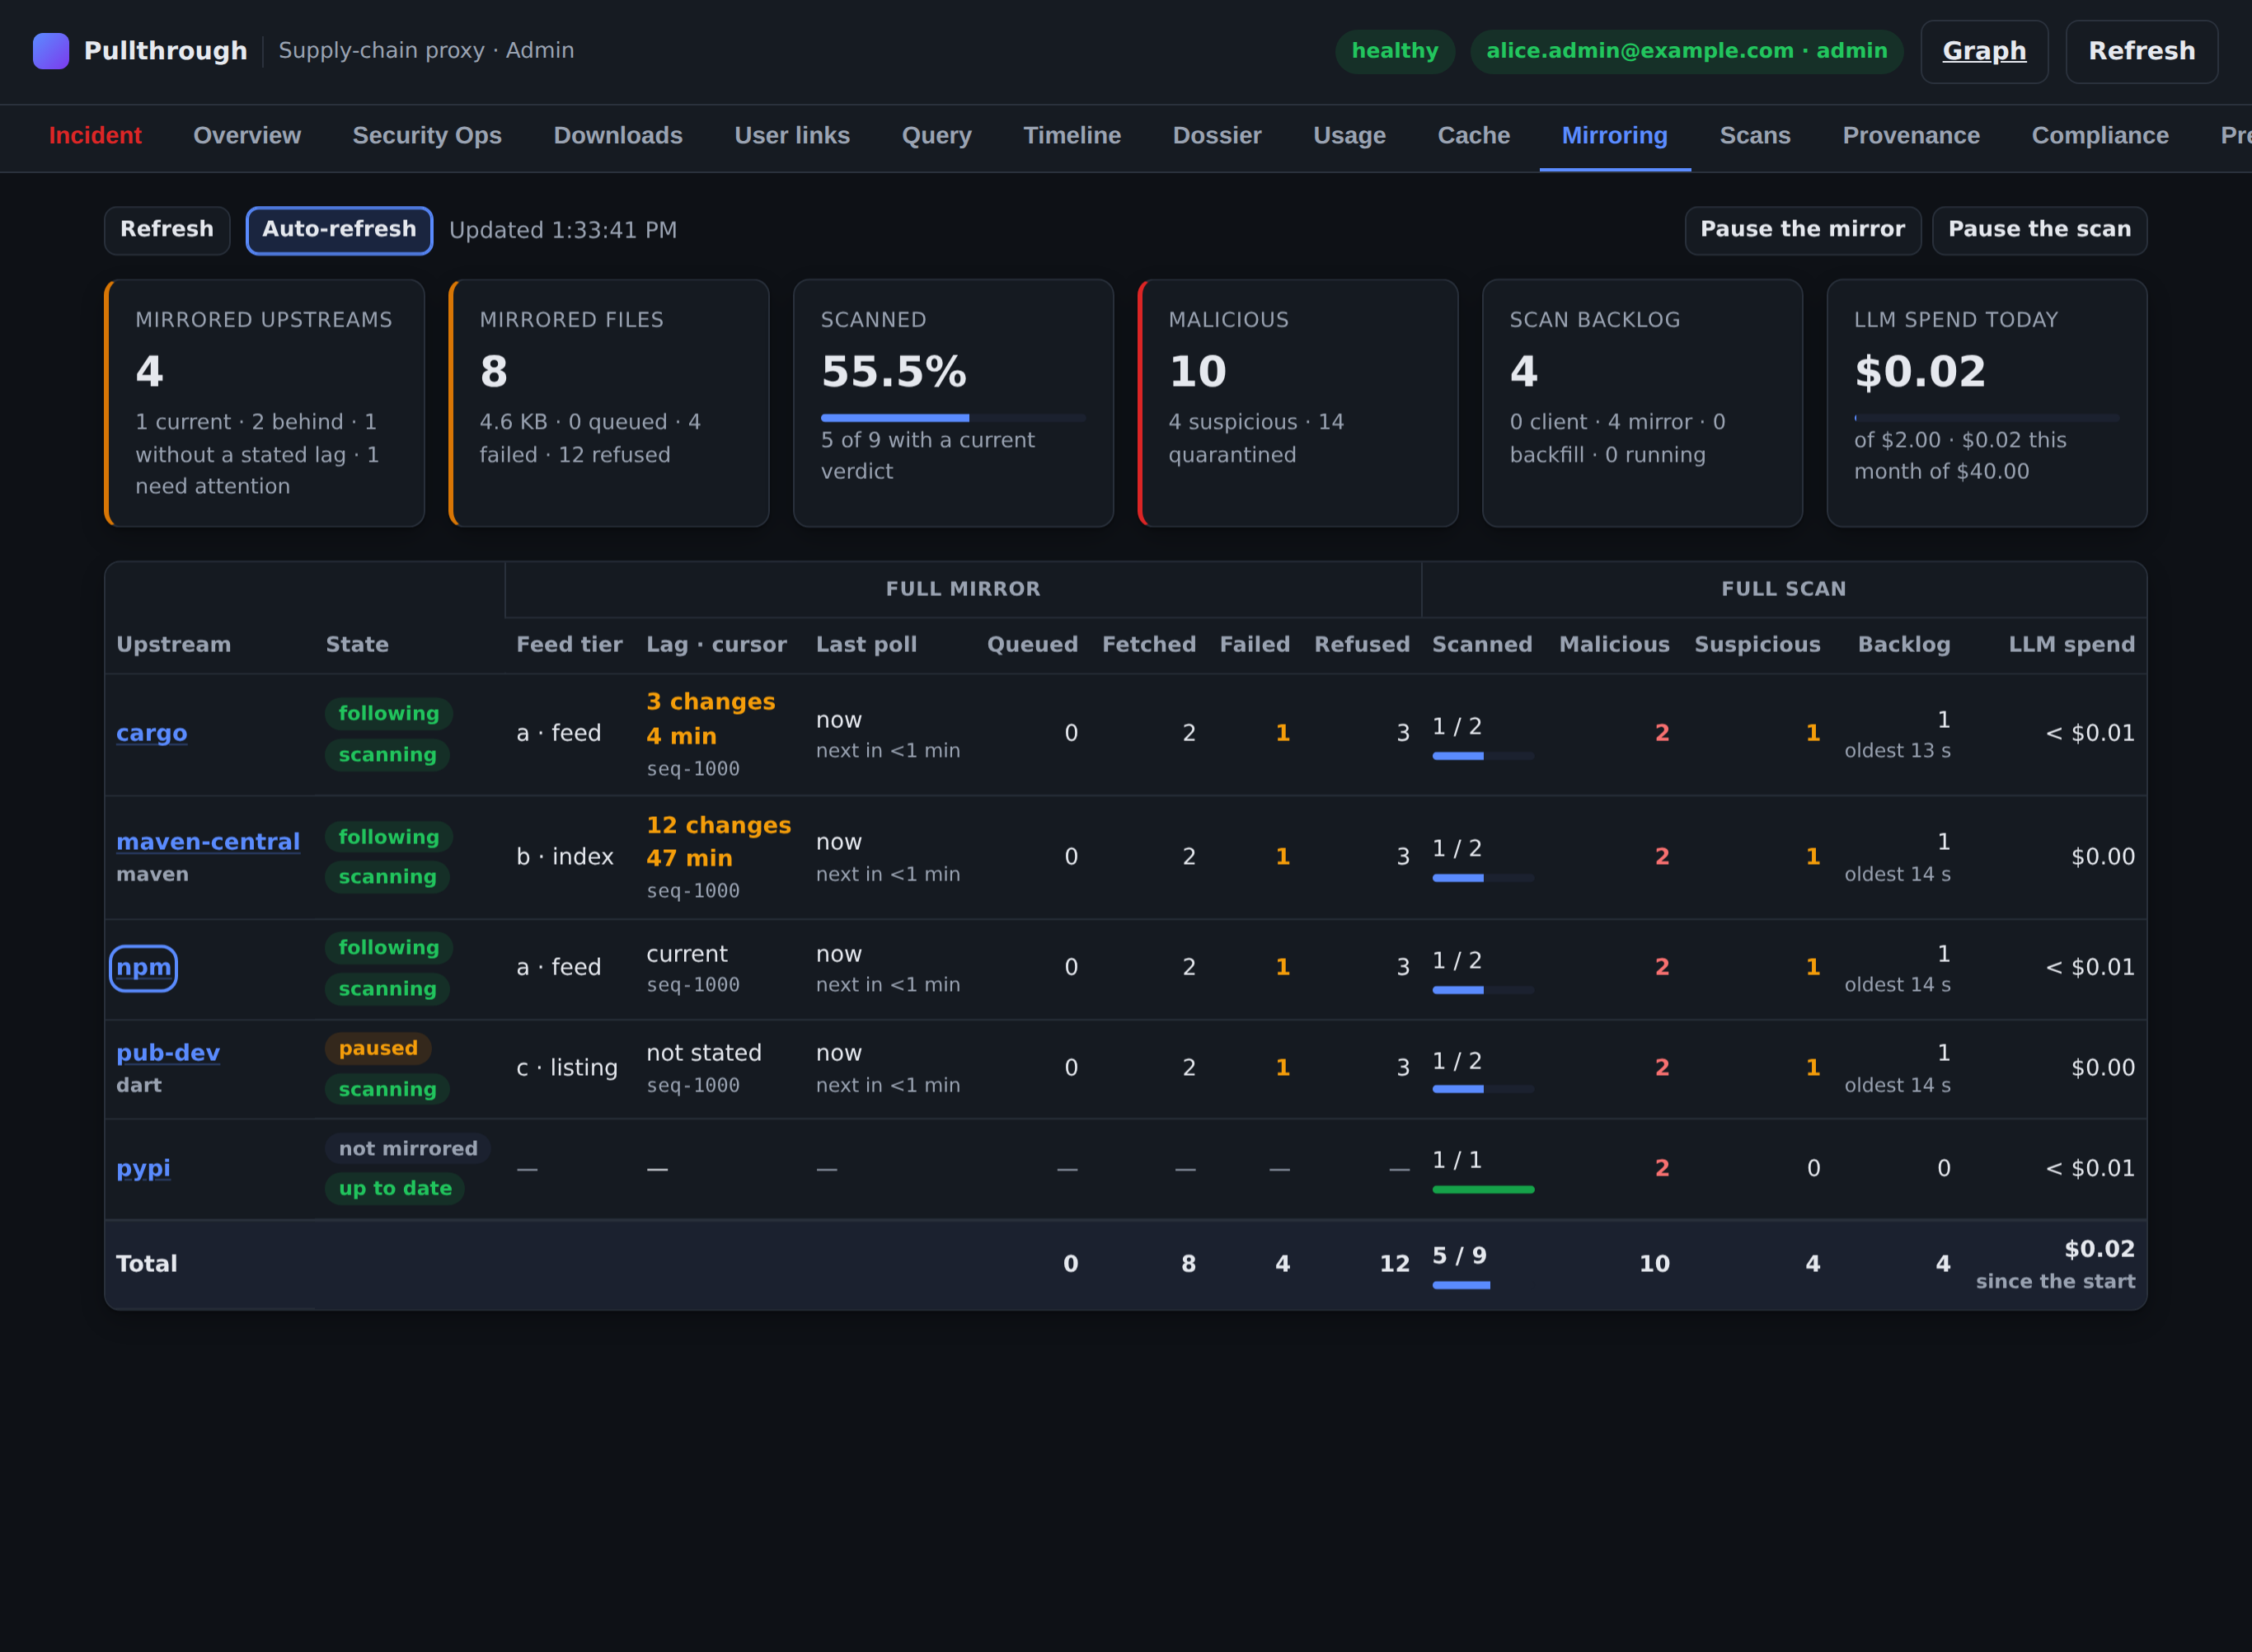 Pullthrough
Supply-chain proxy · Admin
healthy
alice.admin@example.com · admin
Graph
Refresh
Incident
Overview
Security Ops
Downloads
User links
Query
Timeline
Dossier
Usage
Cache
Mirroring
Scans
Provenance
Compliance
Pre
Refresh
Auto-refresh
Updated 1:33:41 PM
Pause the mirror
Pause the scan
MIRRORED UPSTREAMS
4
1 current · 2 behind · 1
without a stated lag · 1
need attention
MIRRORED FILES
8
4.6 KB · 0 queued · 4
failed · 12 refused
SCANNED
55.5%
5 of 9 with a current
verdict
MALICIOUS
10
4 suspicious · 14
quarantined
SCAN BACKLOG
4
0 client · 4 mirror · 0
backfill · 0 running
LLM SPEND TODAY
$0.02
of $2.00 · $0.02 this
month of $40.00
FULL MIRROR
FULL SCAN
Upstream
State
Feed tier
Lag · cursor
Last poll
Queued
Fetched
Failed
Refused
Scanned
Malicious
Suspicious
Backlog
LLM spend
cargo
following
scanning
a · feed
3 changes
4 min
seq-1000
now
next in <1 min
0
2
1
3
1 / 2
2
1
1
oldest 13 s
< $0.01
maven-central
maven
following
scanning
b · index
12 changes
47 min
seq-1000
now
next in <1 min
0
2
1
3
1 / 2
2
1
1
oldest 14 s
$0.00
npm
following
scanning
a · feed
current
seq-1000
now
next in <1 min
0
2
1
3
1 / 2
2
1
1
oldest 14 s
< $0.01
pub-dev
dart
paused
scanning
c · listing
not stated
seq-1000
now
next in <1 min
0
2
1
3
1 / 2
2
1
1
oldest 14 s
$0.00
pypi
not mirrored
up to date
—
—
—
—
—
—
—
1 / 1
2
0
0
< $0.01
Total
0
8
4
12
5 / 9
10
4
4
$0.02
since the start